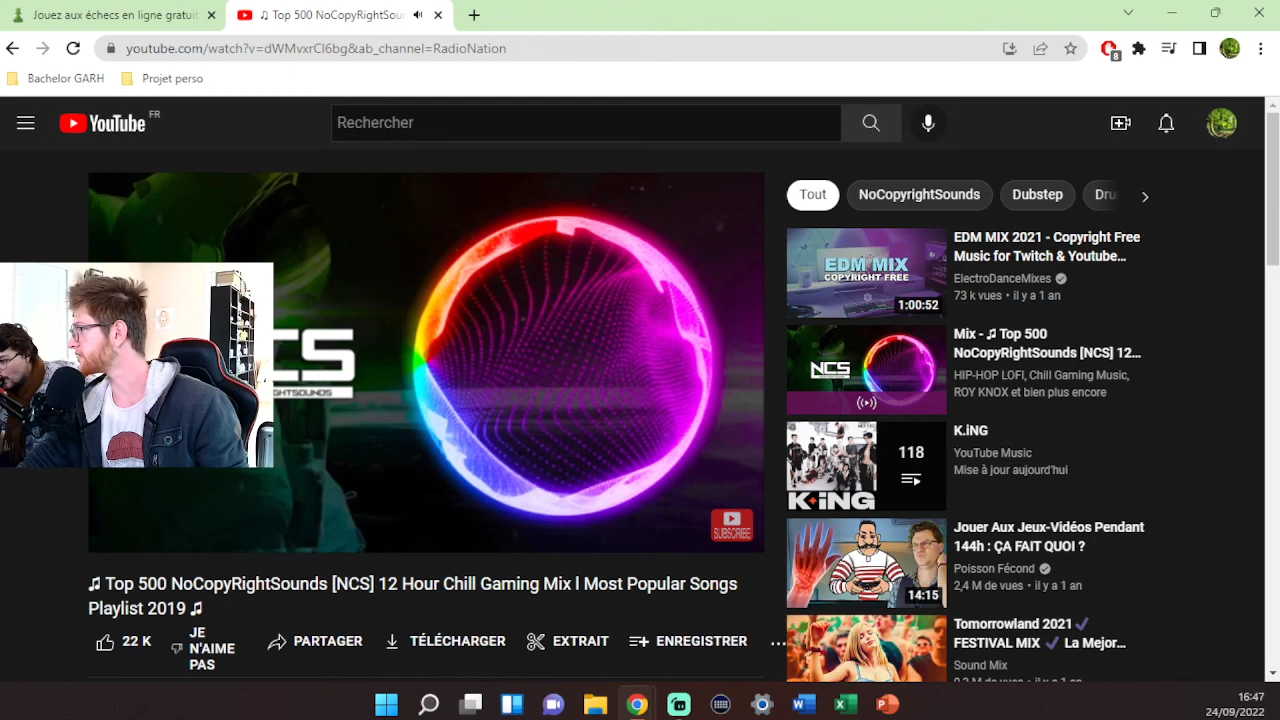 Jouez aux échecs en ligne gratuit
♫ Top 500 NoCopyRightSour
youtube.com/watch?v=dWMvxrCl6bg&ab_channel=RadioNation
8
Bachelor GARH
Projet perso
YouTube FR
Rechercher
CS
RIGHTSOUNDS
SUBSCRIBE
♫ Top 500 NoCopyRightSounds [NCS] 12 Hour Chill Gaming Mix l Most Popular Songs
Playlist 2019 ♫
22 K
JE
N'AIME
PAS
PARTAGER
TÉLÉCHARGER
EXTRAIT
ENREGISTRER
Tout
NoCopyrightSounds
Dubstep
Dru
EDM MIX
COPYRIGHT FREE
1:00:52
EDM MIX 2021 - Copyright Free
Music for Twitch & Youtube…
ElectroDanceMixes
73 k vues • il y a 1 an
NCS
Mix - ♫ Top 500
NoCopyRightSounds [NCS] 12…
HIP-HOP LOFI, Chill Gaming Music,
ROY KNOX et bien plus encore
K✦iNG
118
K.iNG
YouTube Music
Mise à jour aujourd'hui
14:15
Jouer Aux Jeux-Vidéos Pendant
144h : ÇA FAIT QUOI ?
Poisson Fécond
2,4 M de vues • il y a 1 an
Tomorrowland 2021✔
FESTIVAL MIX ✔ La Mejor…
Sound Mix
16:47
24/09/2022